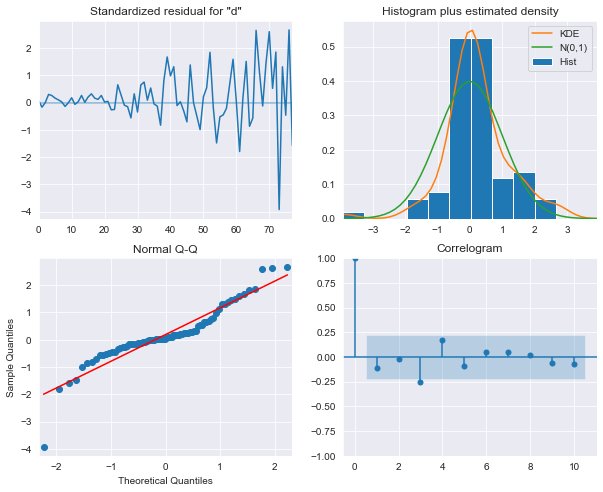 Standardized residual for "d"
2
1
0
−1
−2
−3
−4
0 10 20 30 40 50 60 70
Histogram plus estimated density
KDE
N(0,1)
Hist
0.5
0.4
0.3
0.2
0.1
0.0
−3 −2 −1 0 1 2 3
Normal Q-Q
Sample Quantiles
3
2
1
0
−1
−2
−3
−4
−2 −1 0 1 2
Theoretical Quantiles
Correlogram
1.00
0.75
0.50
0.25
0.00
−0.25
−0.50
−0.75
−1.00
0 2 4 6 8 10